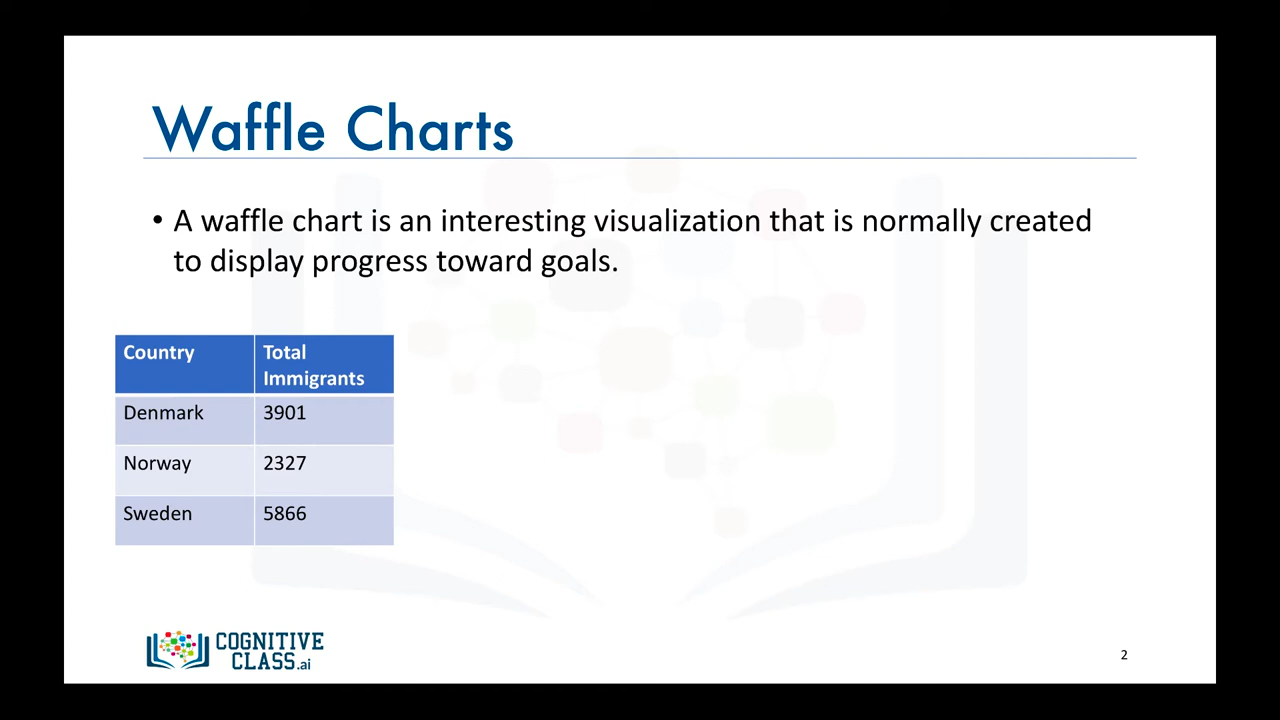 Waffle Charts
• A waffle chart is an interesting visualization that is normally created
to display progress toward goals.
Country Total
Immigrants
Denmark 3901
Norway 2327
Sweden 5866
COGNITIVE
CLASS.ai
2